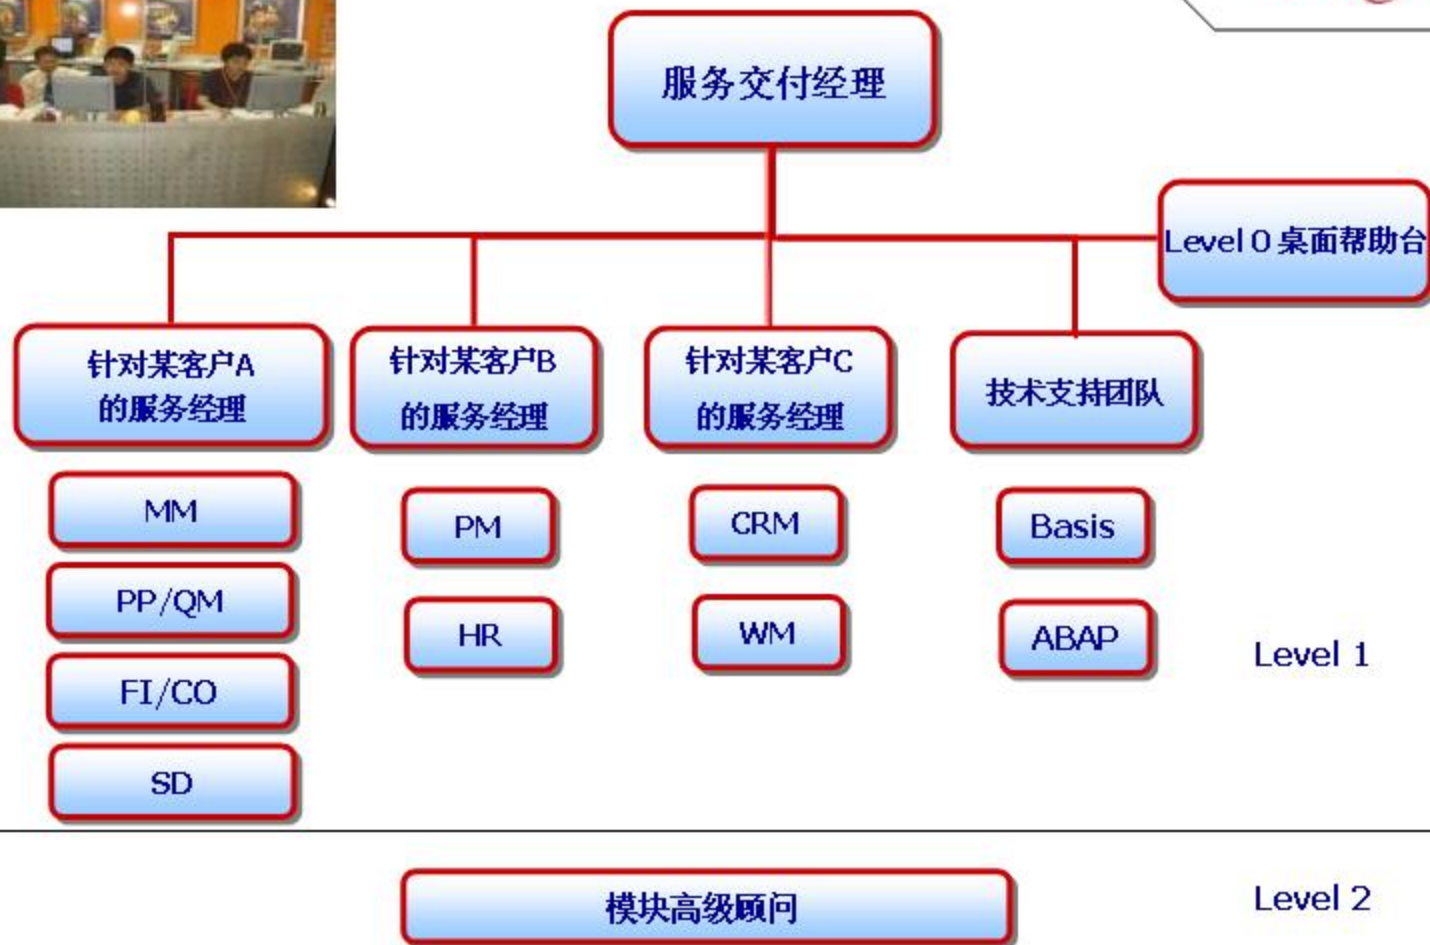 服务交付经理
Level 0 桌面帮助台
针对某客户A
的服务经理
针对某客户B
的服务经理
针对某客户C
的服务经理
技术支持团队
MM
PM
CRM
Basis
PP/QM
HR
WM
ABAP
Level 1
FI/CO
SD
模块高级顾问
Level 2